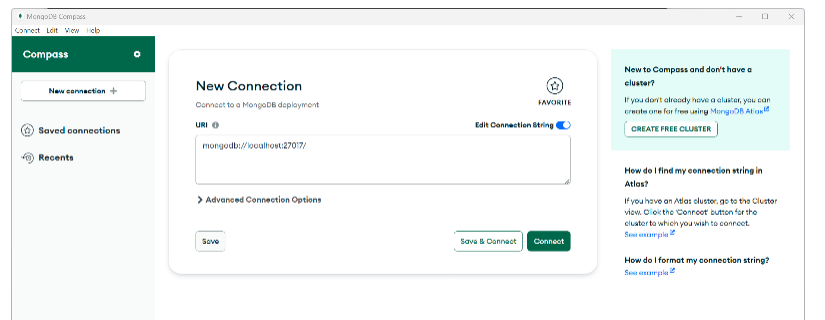 MongoDB Compass
Connect Edit View Help
Compass
New connection +
Saved connections
Recents
New Connection
Connect to a MongoDB deployment
FAVORITE
URI
Edit Connection String
mongodb://localhost:27017/
Advanced Connection Options
Save
Save & Connect
Connect
New to Compass and don't have a
cluster?
If you don't already have a cluster, you can
create one for free using MongoDB Atlas
CREATE FREE CLUSTER
How do I find my connection string in
Atlas?
If you have an Atlas cluster, go to the Cluster
view. Click the 'Connect' button for the
cluster to which you wish to connect.
See example
How do I format my connection string?
See example